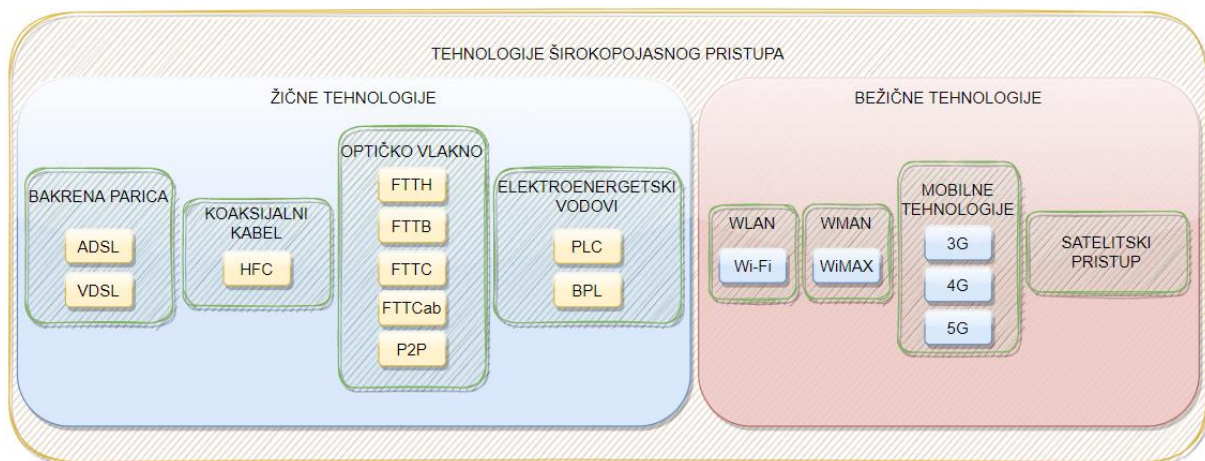 TEHNOLOGIJE ŠIROKOPOJASNOG PRISTUPA
ŽIČNE TEHNOLOGIJE
BAKRENA PARICA
ADSL
VDSL
KOAKSIJALNI
KABEL
HFC
OPTIČKO VLAKNO
FTTH
FTTB
FTTC
FTTCab
P2P
ELEKTROENERGETSKI
VODOVI
PLC
BPL
BEŽIČNE TEHNOLOGIJE
WLAN
Wi-Fi
WMAN
WiMAX
MOBILNE
TEHNOLOGIJE
3G
4G
5G
SATELITSKI
PRISTUP